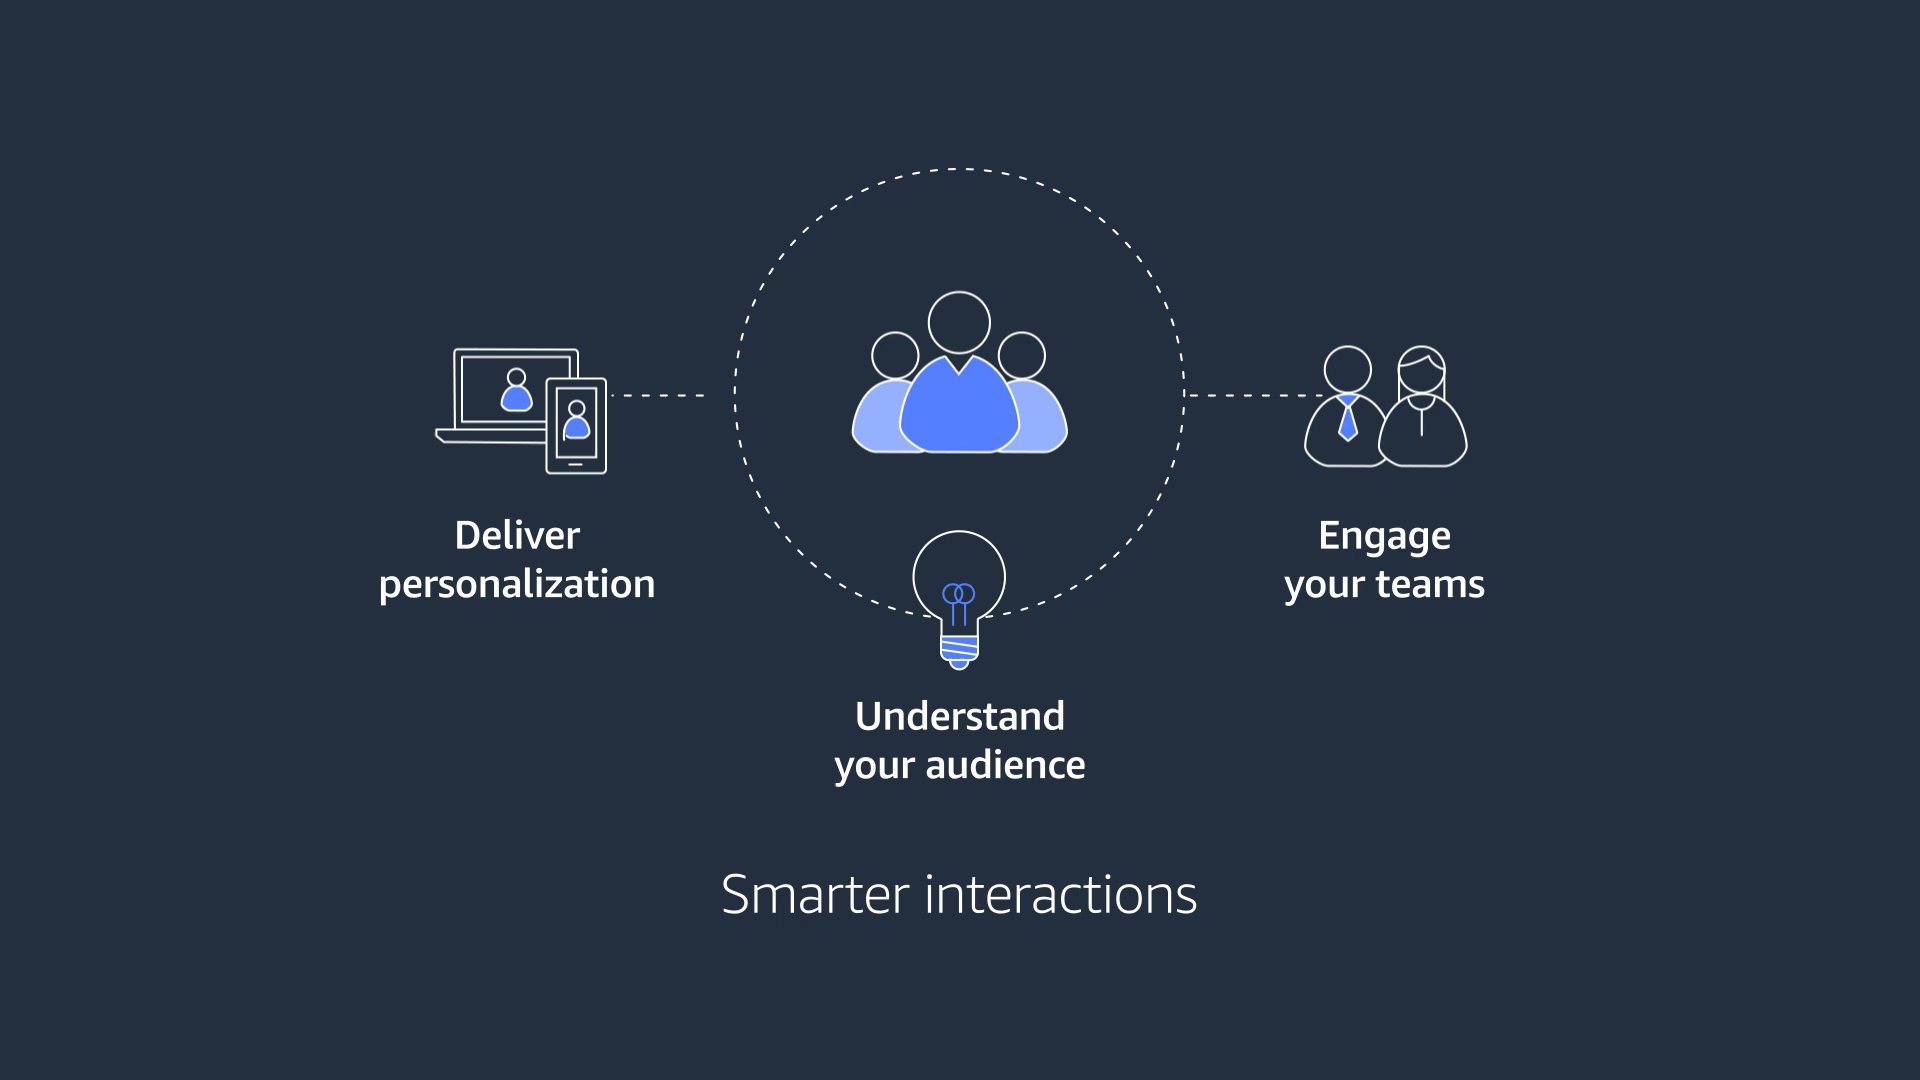 Deliver
personalization
Engage
your teams
Understand
your audience
Smarter interactions